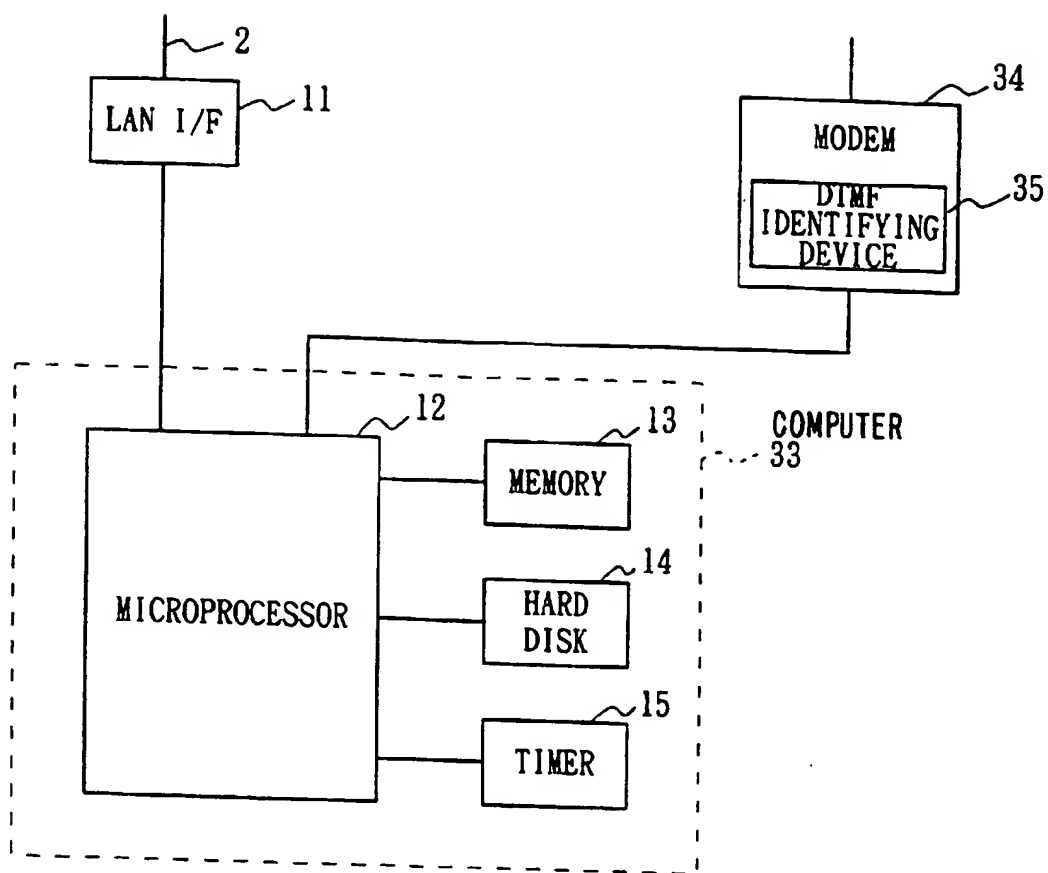 2
LAN I/F
11
34
MODEM
35
DTMF
IDENTIFYING
DEVICE
12
13
COMPUTER
33
MEMORY
14
MICROPROCESSOR
HARD
DISK
15
TIMER